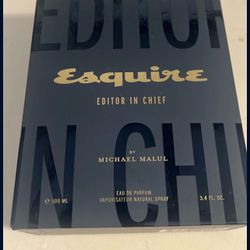 EDITOR
Esquire
EDITOR IN CHIEF
BY
MICHAEL MALUL
IN CHI
EAU DE PARFUM
VAPORISATEUR NATURAL SPRAY
℮ 100 ML
3.4 FL. OZ.